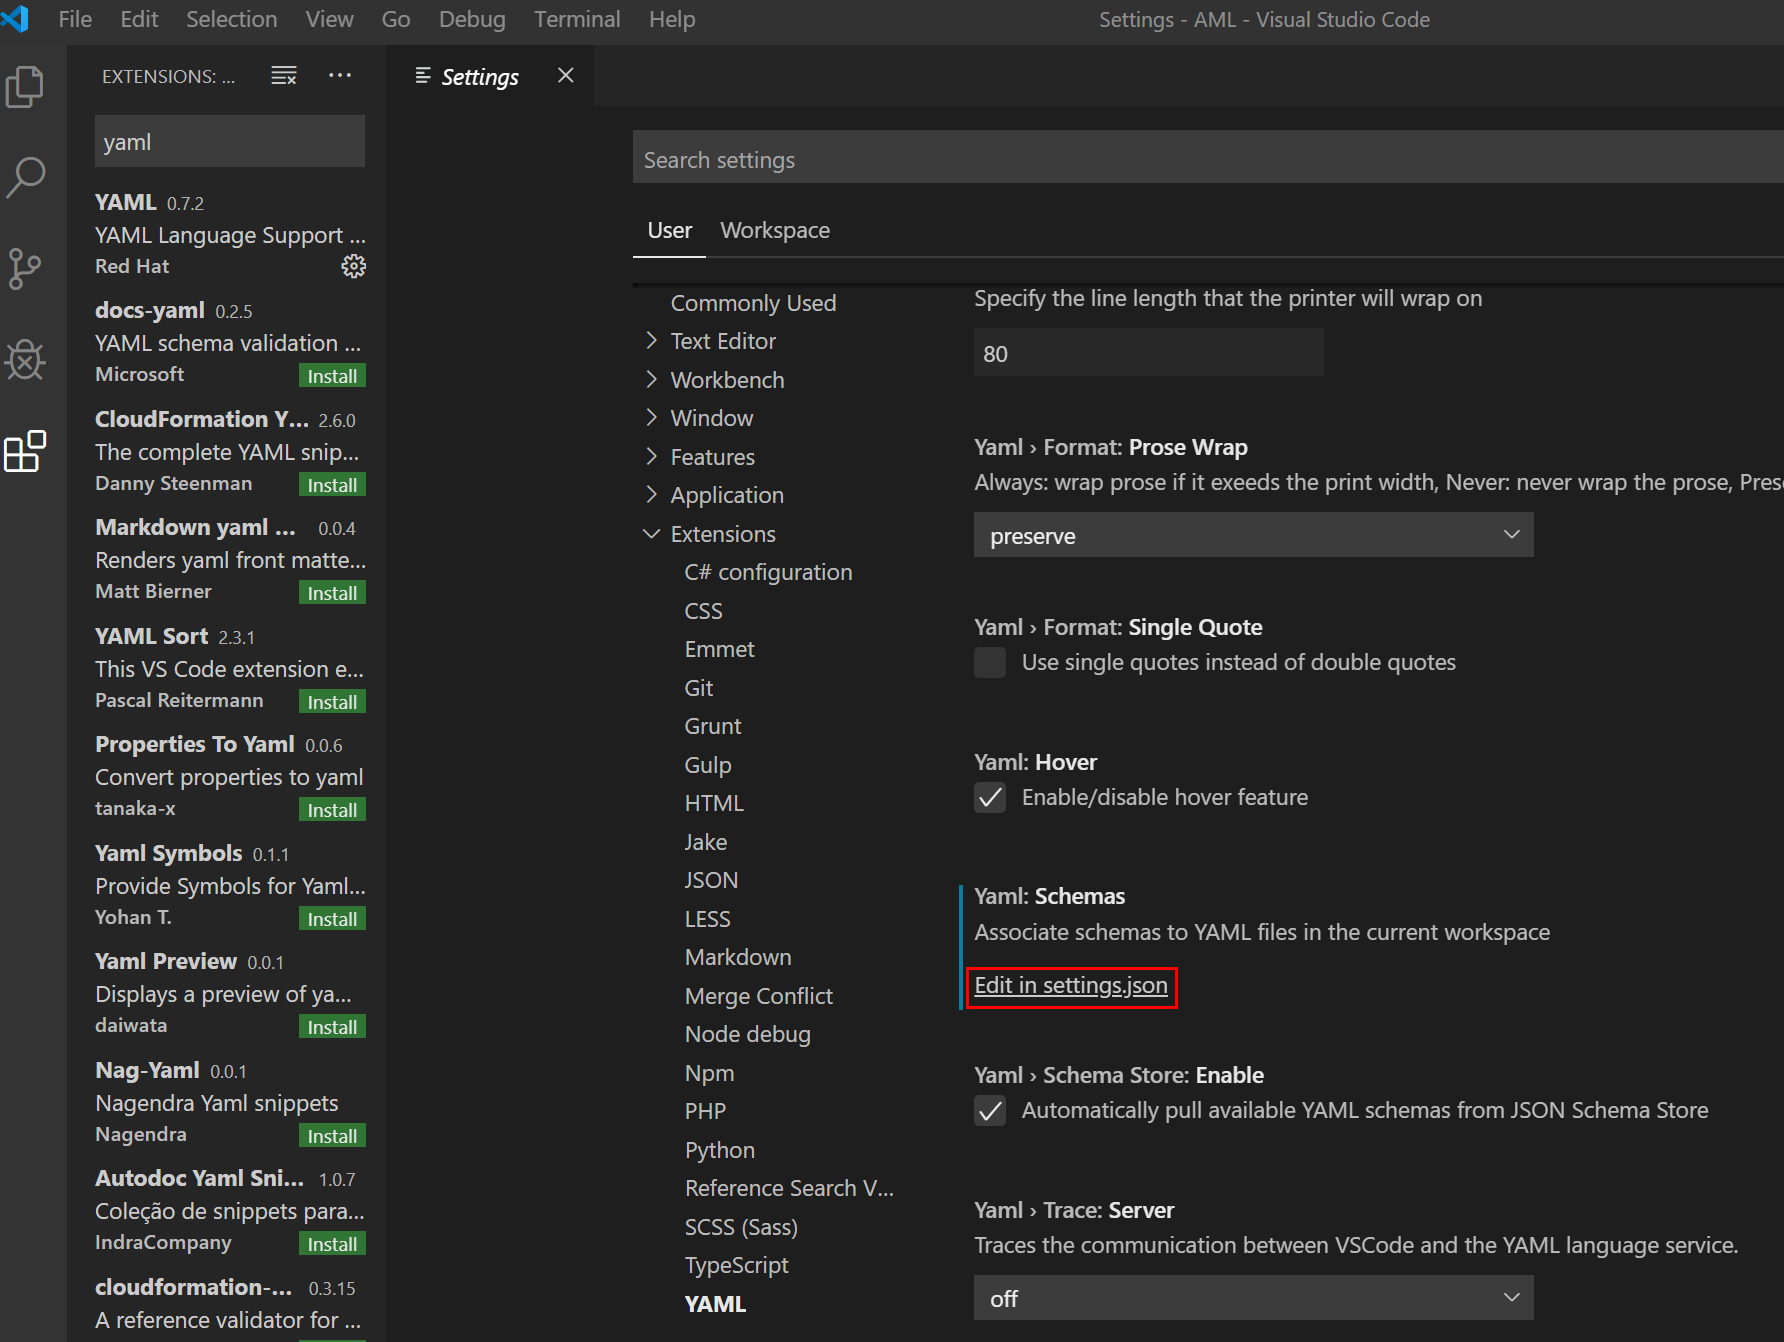 File Edit Selection View Go Debug Terminal Help
Settings - AML - Visual Studio Code
EXTENSIONS: ...
yaml
YAML 0.7.2
YAML Language Support ...
Red Hat
docs-yaml 0.2.5
YAML schema validation ...
Microsoft Install
CloudFormation Y... 2.6.0
The complete YAML snip...
Danny Steenman Install
Markdown yaml ... 0.0.4
Renders yaml front matte...
Matt Bierner Install
YAML Sort 2.3.1
This VS Code extension e...
Pascal Reitermann Install
Properties To Yaml 0.0.6
Convert properties to yaml
tanaka-x Install
Yaml Symbols 0.1.1
Provide Symbols for Yaml...
Yohan T. Install
Yaml Preview 0.0.1
Displays a preview of ya...
daiwata Install
Nag-Yaml 0.0.1
Nagendra Yaml snippets
Nagendra Install
Autodoc Yaml Sni... 1.0.7
Coleção de snippets para...
IndraCompany Install
cloudformation-... 0.3.15
A reference validator for ...
Settings
Search settings
User Workspace
Commonly Used
Text Editor
Workbench
Window
Features
Application
Extensions
C# configuration
CSS
Emmet
Git
Grunt
Gulp
HTML
Jake
JSON
LESS
Markdown
Merge Conflict
Node debug
Npm
PHP
Python
Reference Search V...
SCSS (Sass)
TypeScript
YAML
Specify the line length that the printer will wrap on
80
Yaml › Format: Prose Wrap
Always: wrap prose if it exeeds the print width, Never: never wrap the prose, Prese
preserve
Yaml › Format: Single Quote
Use single quotes instead of double quotes
Yaml: Hover
Enable/disable hover feature
Yaml: Schemas
Associate schemas to YAML files in the current workspace
Edit in settings.json
Yaml › Schema Store: Enable
Automatically pull available YAML schemas from JSON Schema Store
Yaml › Trace: Server
Traces the communication between VSCode and the YAML language service.
off